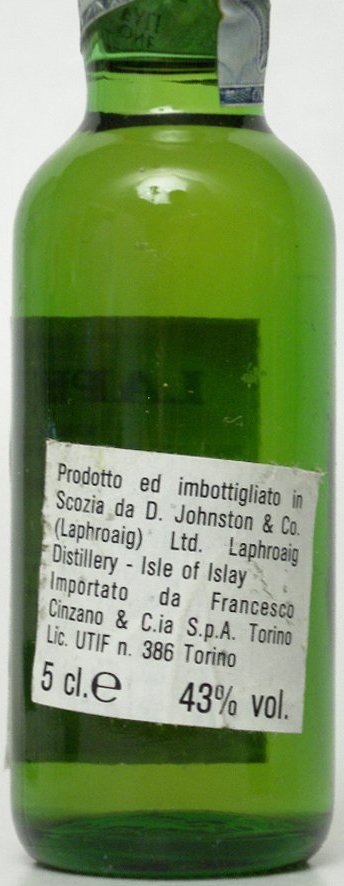 Prodotto ed imbottigliato in
Scozia da D. Johnston & Co.
(Laphroaig) Ltd. Laphroaig
Distillery - Isle of Islay
Importato da Francesco
Cinzano & C.ia S.p.A. Torino
Lic. UTIF n. 386 Torino
5 cl. e 43% vol.